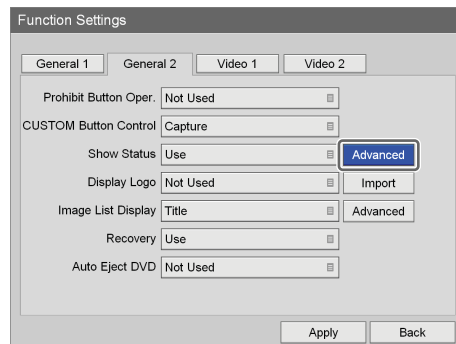 Function Settings
General 1 General 2 Video 1 Video 2
Prohibit Button Oper. Not Used
CUSTOM Button Control Capture
Show Status Use Advanced
Display Logo Not Used Import
Image List Display Title Advanced
Recovery Use
Auto Eject DVD Not Used
Apply Back